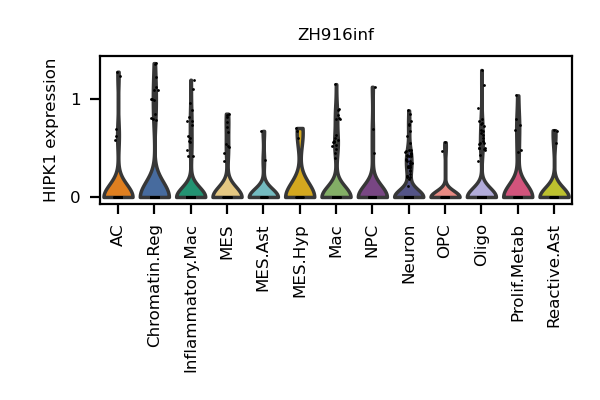 ZH916inf
HIPK1 expression
1
0
AC
Chromatin.Reg
Inflammatory.Mac
MES
MES.Ast
MES.Hyp
Mac
NPC
Neuron
OPC
Oligo
Prolif.Metab
Reactive.Ast